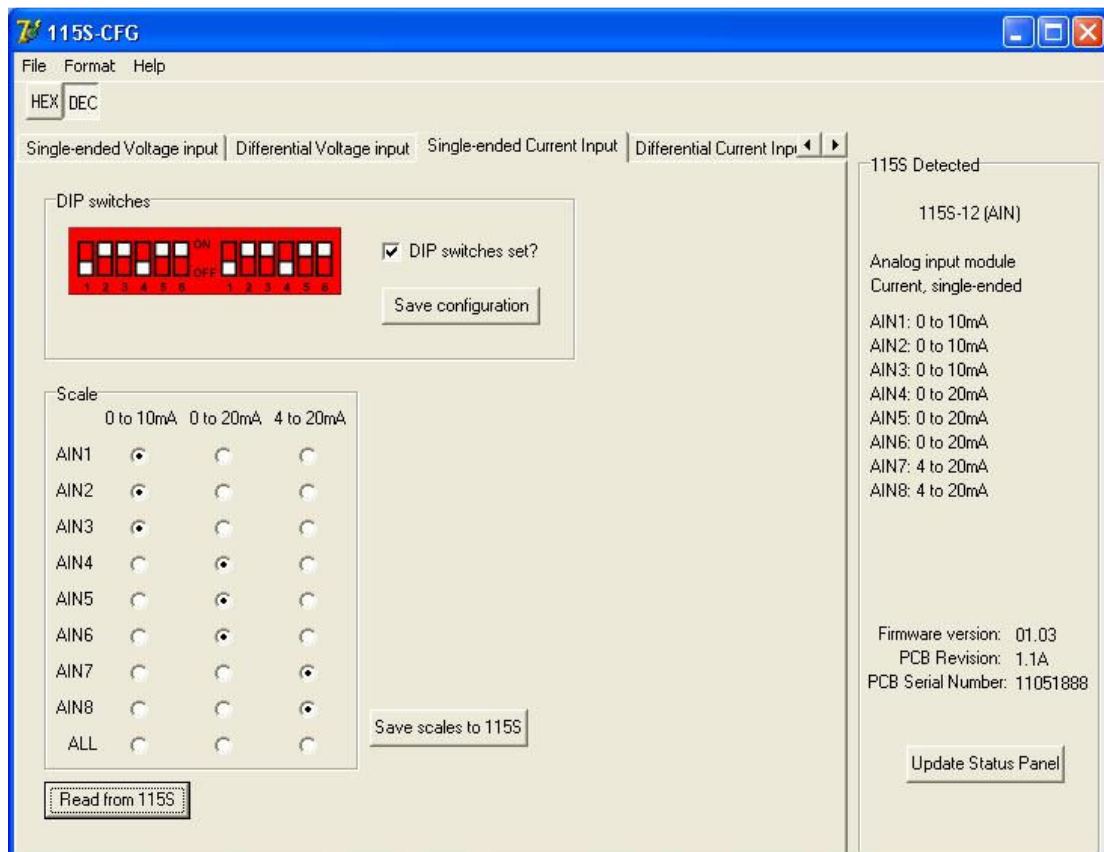 115S-CFG
File Format Help
HEX DEC
Single-ended Voltage input Differential Voltage input Single-ended Current Input Differential Current Inp
DIP switches
ON
OFF
1 2 3 4 5 6 1 2 3 4 5 6
DIP switches set?
Save configuration
Scale
0 to 10mA 0 to 20mA 4 to 20mA
AIN1
AIN2
AIN3
AIN4
AIN5
AIN6
AIN7
AIN8
ALL
Save scales to 115S
Read from 115S
115S Detected
115S-12 (AIN)
Analog input module
Current, single-ended
AIN1: 0 to 10mA
AIN2: 0 to 10mA
AIN3: 0 to 10mA
AIN4: 0 to 20mA
AIN5: 0 to 20mA
AIN6: 0 to 20mA
AIN7: 4 to 20mA
AIN8: 4 to 20mA
Firmware version: 01.03
PCB Revision: 1.1A
PCB Serial Number: 11051888
Update Status Panel